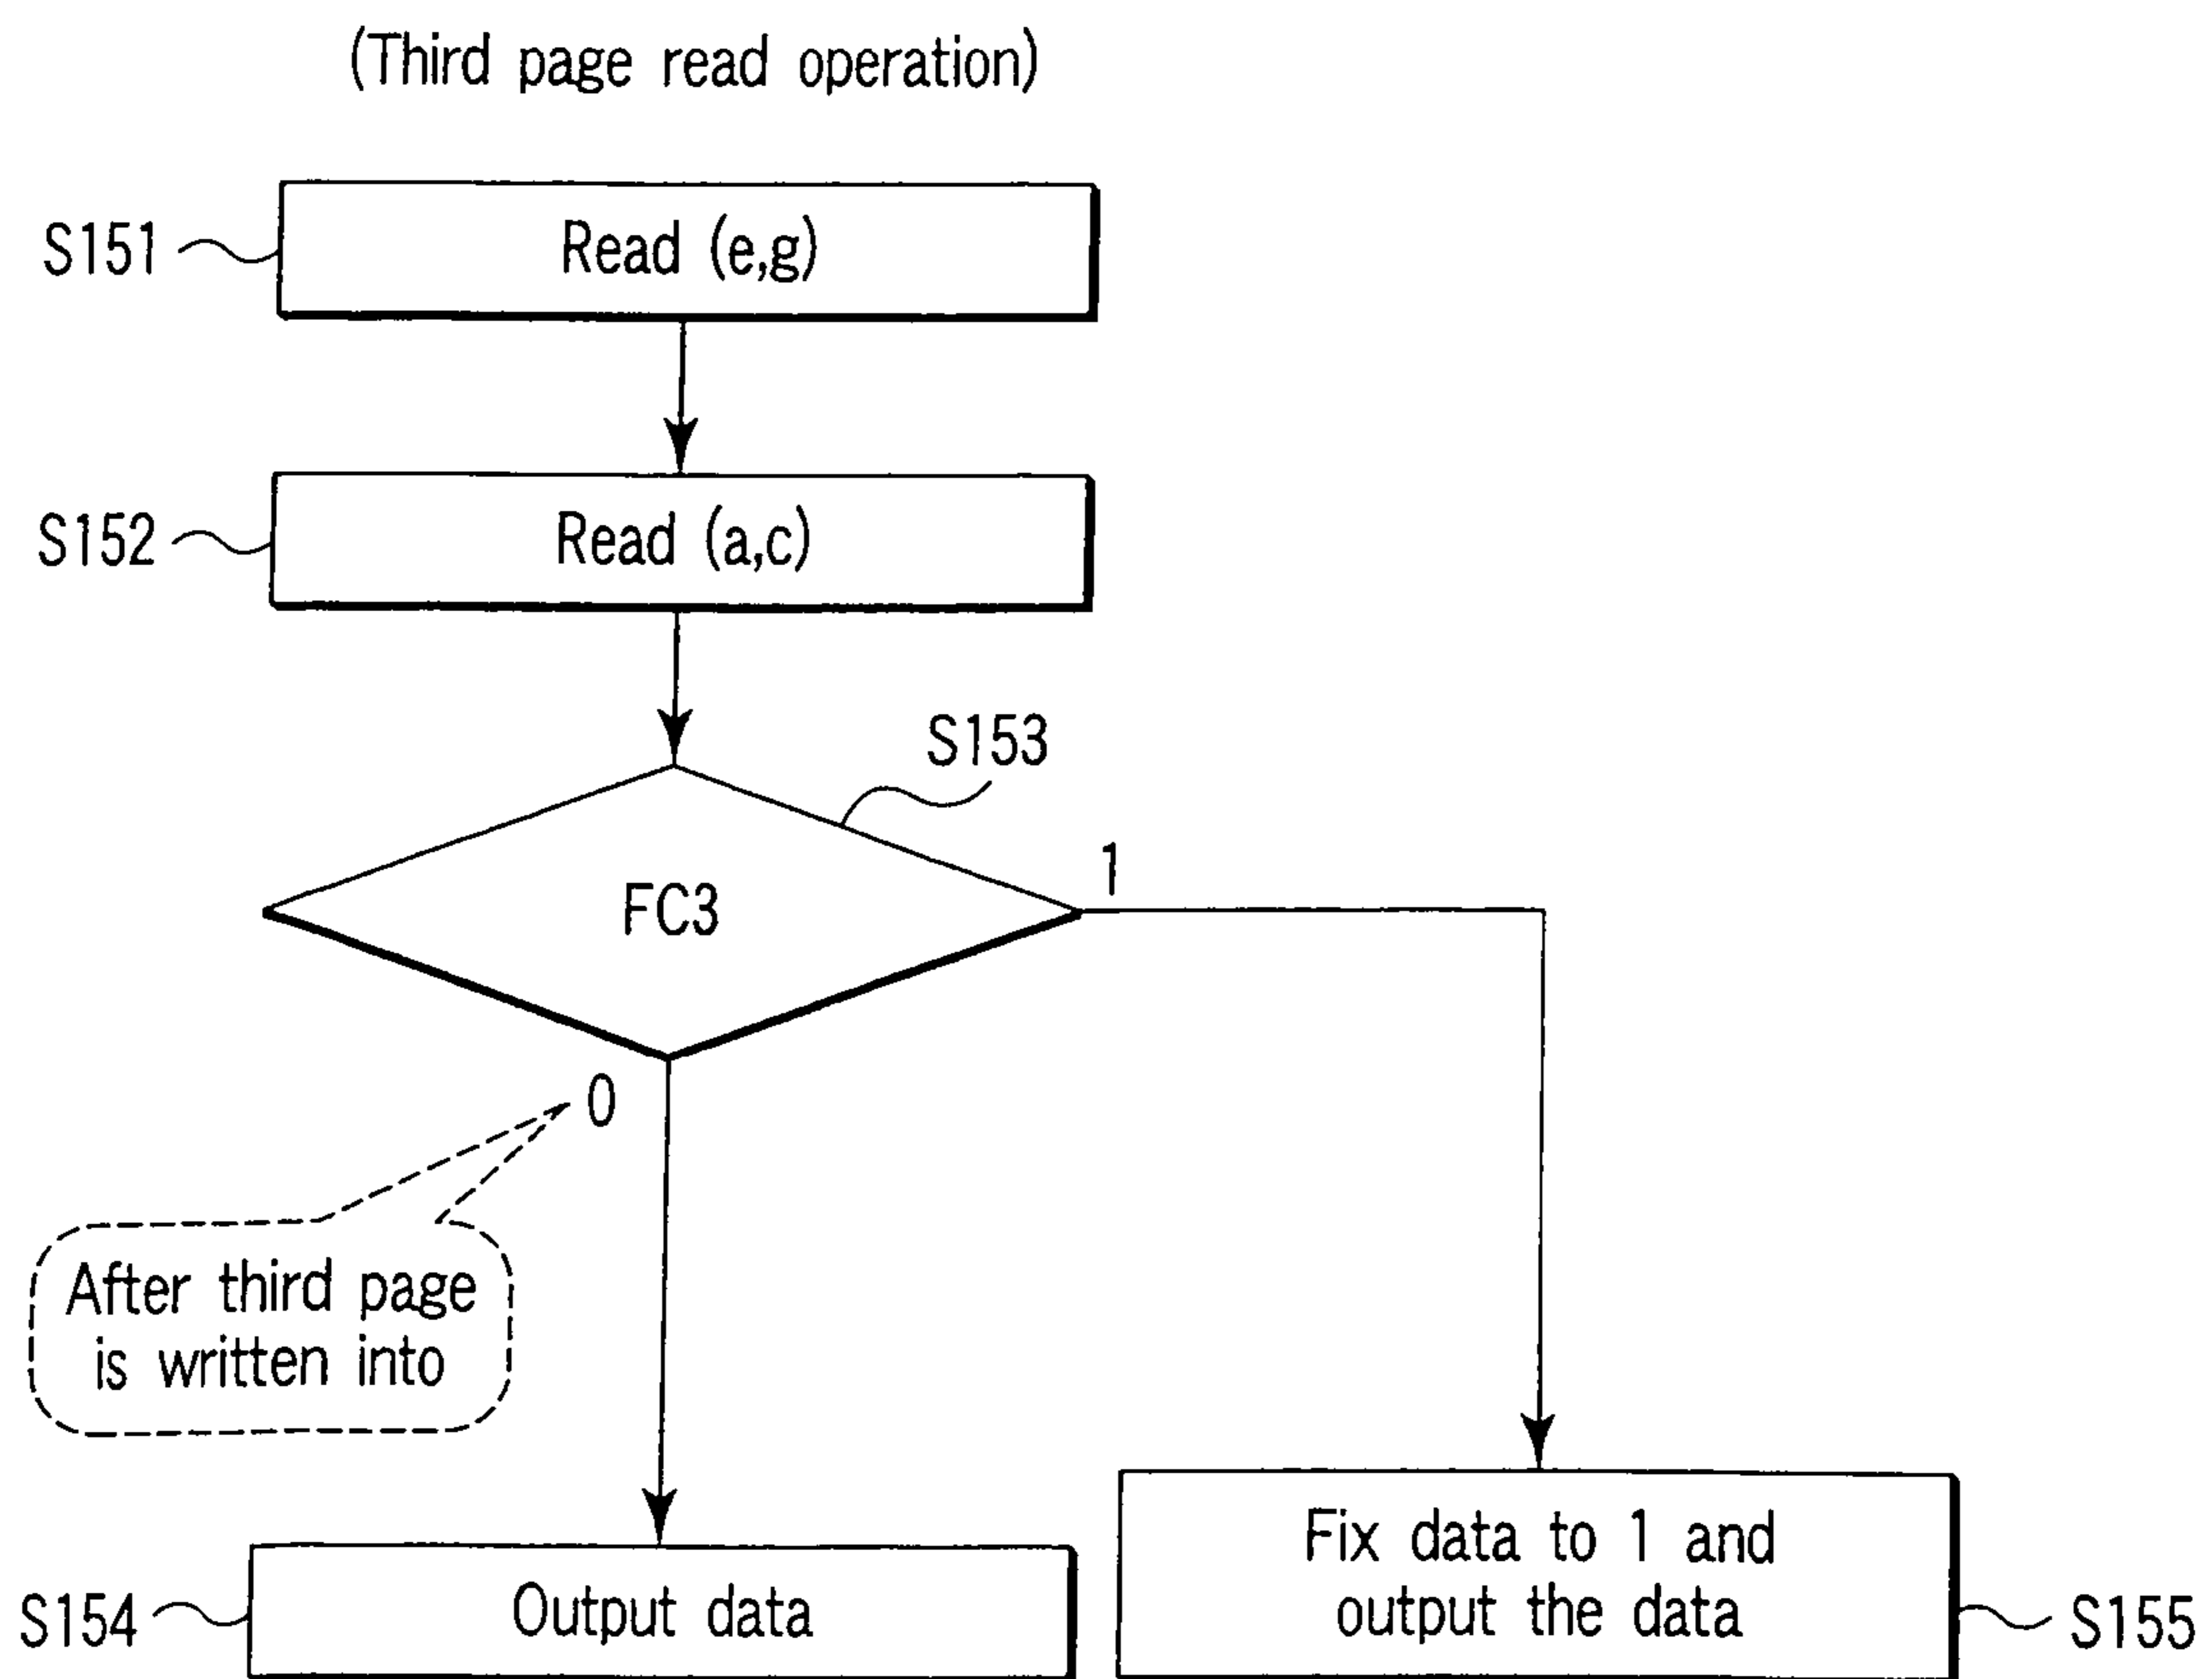 (Third page read operation)
S151
Read (e,g)
S152
Read (a,c)
S153
FC3
1
0
After third page
is written into
S154
Output data
Fix data to 1 and
output the data
S155